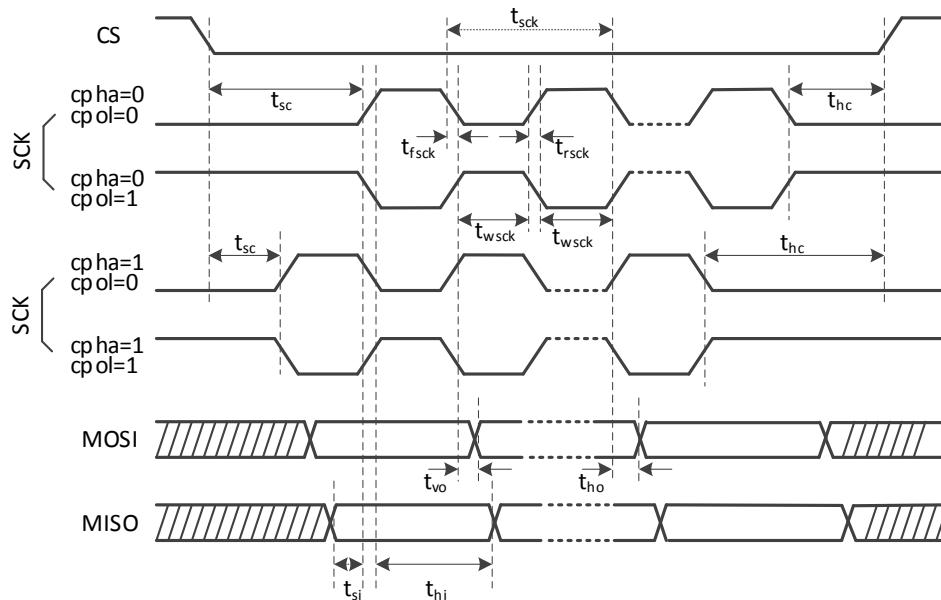 t_sck
CS
cpha=0
cpol=0
t_sc
t_hc
SCK
t_fsck
t_rsck
cpha=0
cpol=1
t_wsck
t_wsck
t_sc
t_hc
cpha=1
cpol=0
SCK
cpha=1
cpol=1
MOSI
t_vo
t_ho
MISO
t_si
t_hi